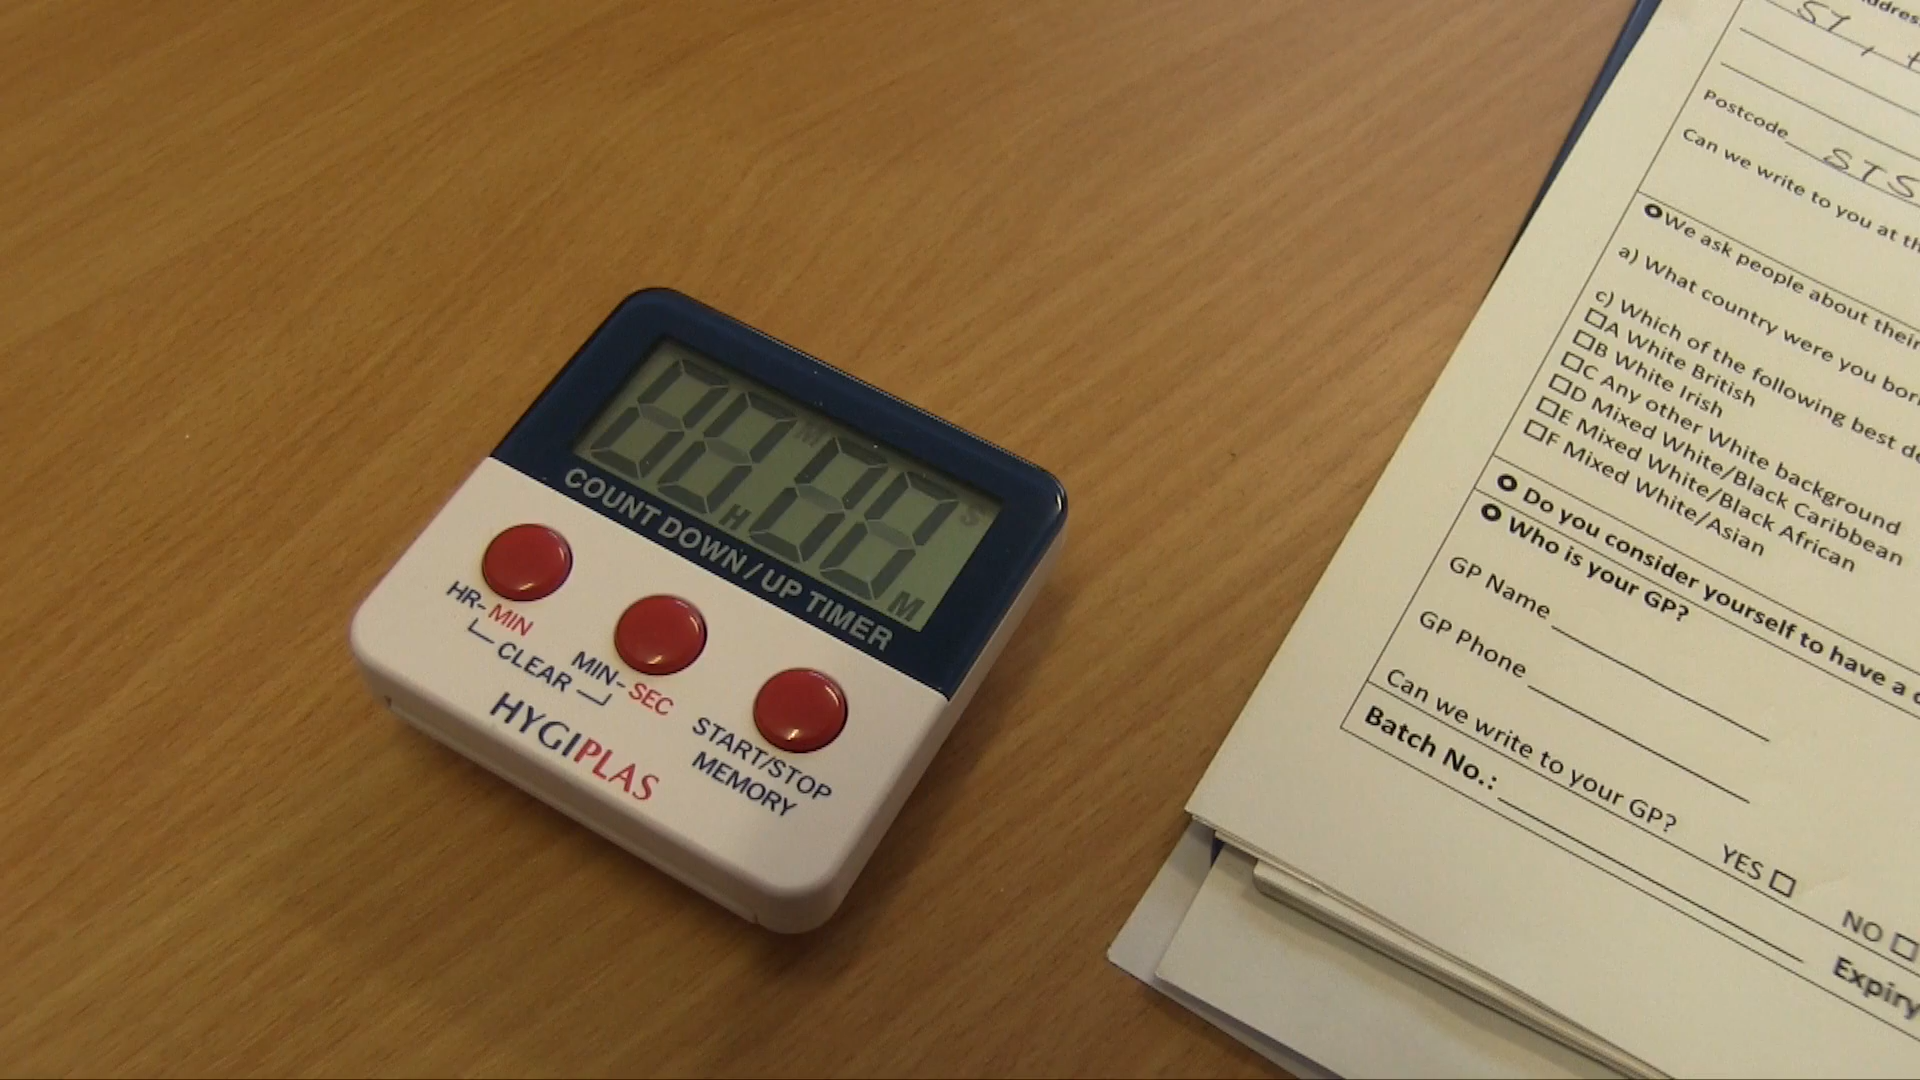 M S
H M
COUNT DOWN / UP TIMER
HR-MIN
MIN-SEC
CLEAR
START/STOP
MEMORY
HYGIPLAS
Postcode
Can we write to you at
We ask people about their
a) What country were you
c) Which of the following best
A White British
B White Irish
C Any other White background
D Mixed White/Black Caribbean
E Mixed White/Black African
F Mixed White/Asian
Do you consider yourself to have a
Who is your GP?
GP Name
GP Phone
Can we write to your GP? YES NO
Batch No.: Expiry